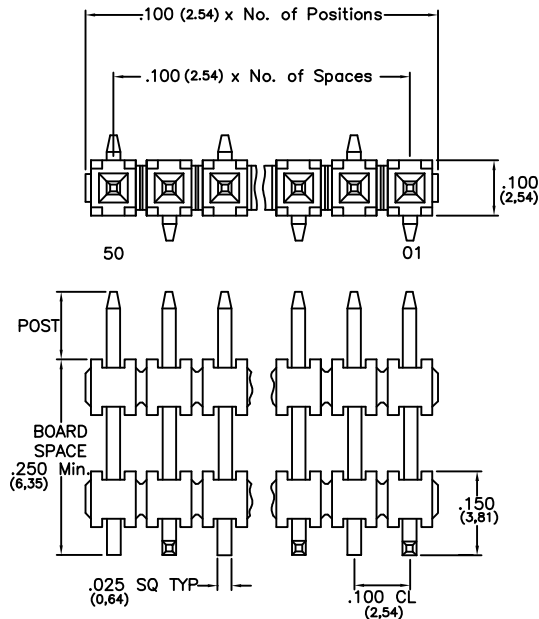 .100 (2.54) x No. of Positions
.100 (2.54) x No. of Spaces
.100
(2,54)
50
01
POST
BOARD
SPACE
.250 Min.
(6,35)
.150
(3,81)
.025 SQ TYP
(0,64)
.100 CL
(2,54)